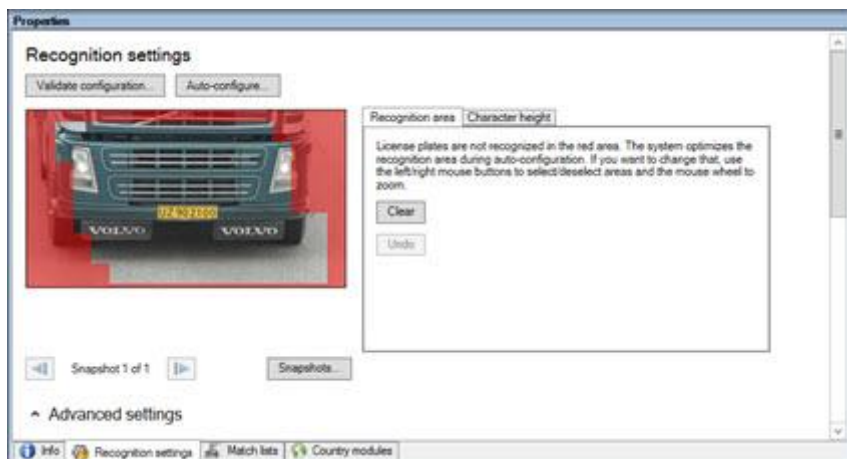 Properties
Recognition settings
Validate configuration...
Auto-configure...
Recognition area
Character height
License plates are not recognized in the red area. The system optimizes the
recognition area during auto-configuration. If you want to change that, use
the left/right mouse buttons to select/deselect areas and the mouse wheel to
zoom.
Clear
Undo
UZ902100
VOLVO VOLVO
Snapshot 1 of 1
Snapshots...
Advanced settings
Info
Recognition settings
Match lists
Country modules